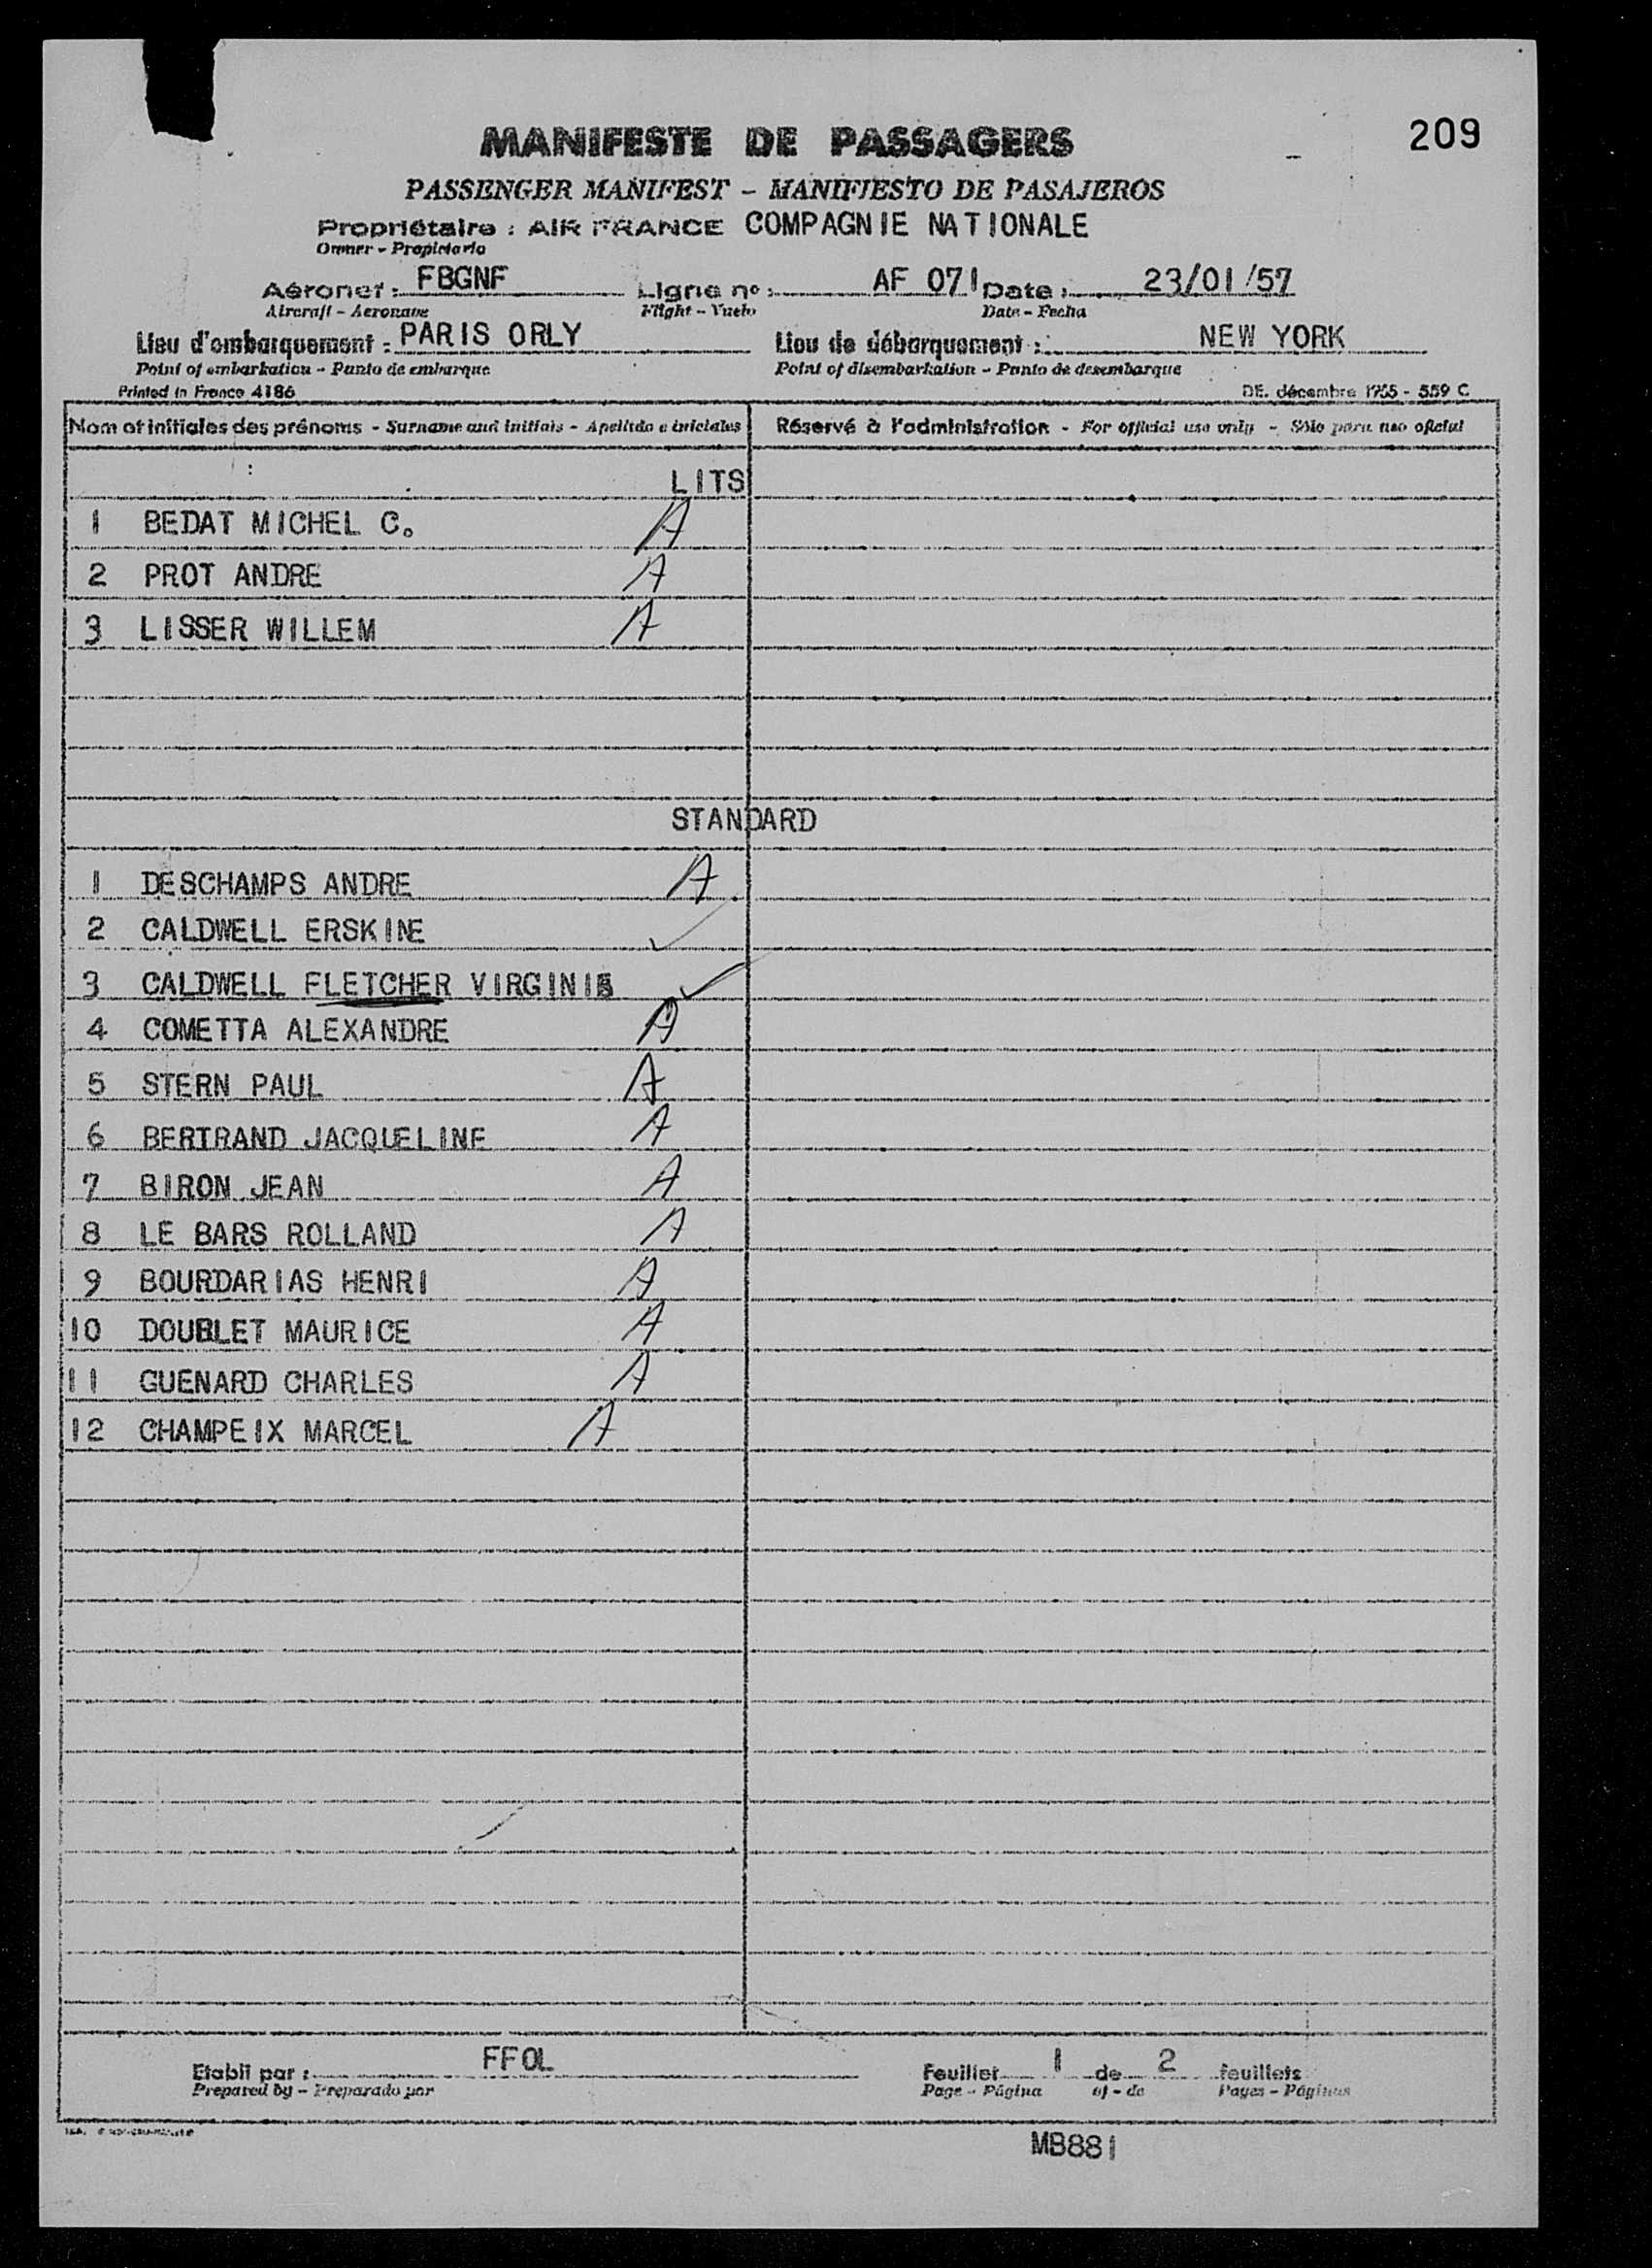 209
MANIFESTE DE PASSAGERS
PASSENGER MANIFEST - MANIFIESTO DE PASAJEROS
Propriétaire : AIR FRANCE COMPAGNIE NATIONALE
Owner - Propietario
Aéronef : FBGNF Ligne nº : AF 071 Date : 23/01/57
Aircraft - Aeronave Flight - Vuelo Date - Fecha
Lieu d'embarquement : PARIS ORLY Lieu de débarquement : NEW YORK
Point of embarkation - Punto de embarque Point of disembarkation - Punto de desembarque
Printed in France 4186 DE. décembre 1955 - 559 C
Nom et initiales des prénoms - Surname and initials - Apellido e iniciales Réservé à l'administration - For official use only - Sólo para uso oficial
LITS
1 BEDAT MICHEL C. A
2 PROT ANDRE A
3 LISSER WILLEM A
STANDARD
1 DESCHAMPS ANDRE A
2 CALDWELL ERSKINE ✓
3 CALDWELL FLETCHER VIRGINIE ✓
4 COMETTA ALEXANDRE A
5 STERN PAUL A
6 BERTRAND JACQUELINE A
7 BIRON JEAN A
8 LE BARS ROLLAND A
9 BOURDARIAS HENRI A
10 DOUBLET MAURICE A
11 GUENARD CHARLES A
12 CHAMPEIX MARCEL A
Etabli par : FFOL Feuillet 1 de 2 feuillets
Prepared by - Preparado por Page - Página of - de Pages - Páginas
MB881